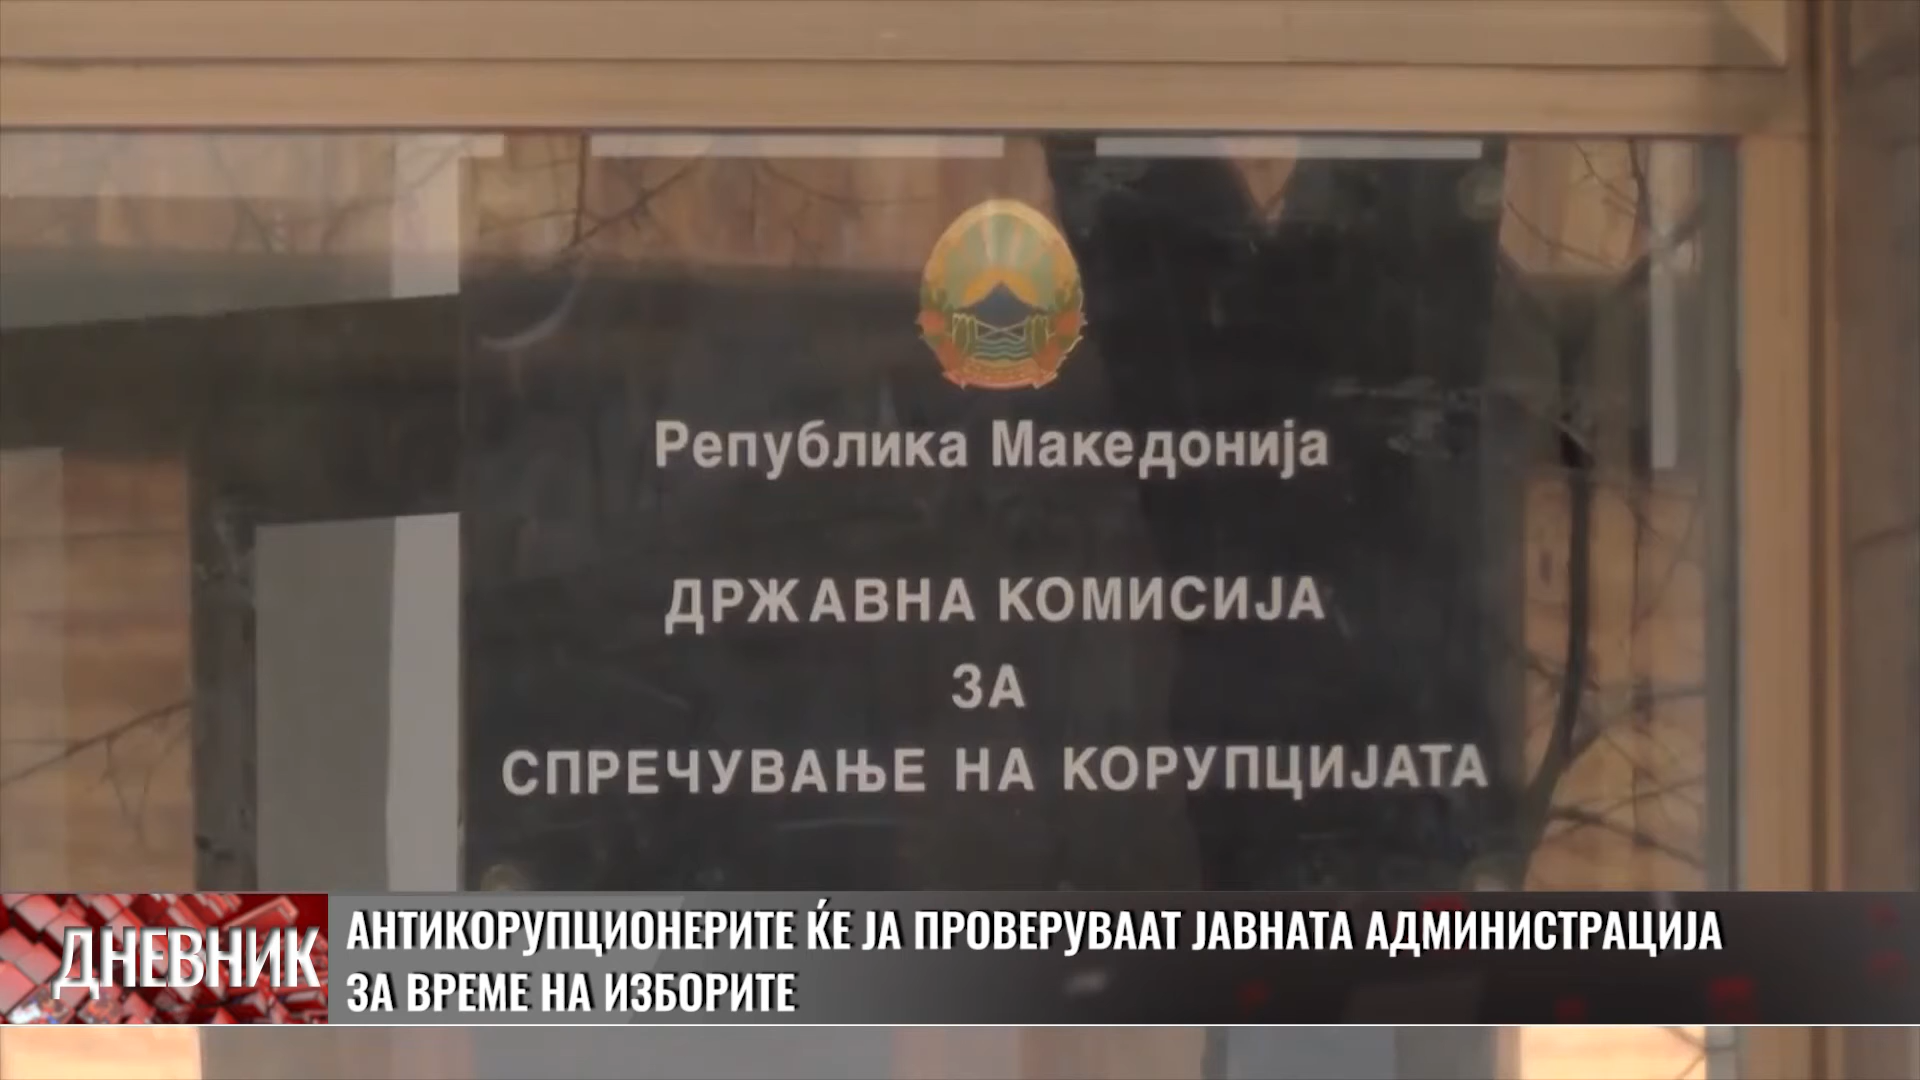 Република Македонија
ДРЖАВНА КОМИСИЈА
ЗА
СПРЕЧУВАЊЕ НА КОРУПЦИЈАТА
ДНЕВНИК
АНТИКОРУПЦИОНЕРИТЕ ЌЕ ЈА ПРОВЕРУВААТ ЈАВНАТА АДМИНИСТРАЦИЈА
ЗА ВРЕМЕ НА ИЗБОРИТЕ